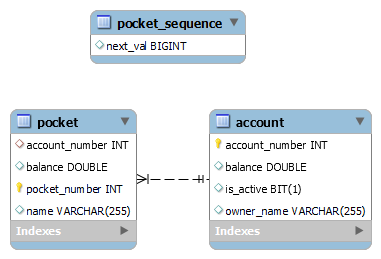 pocket_sequence
next_val BIGINT
pocket
account_number INT
balance DOUBLE
pocket_number INT
name VARCHAR(255)
Indexes
account
account_number INT
balance DOUBLE
is_active BIT(1)
owner_name VARCHAR(255)
Indexes